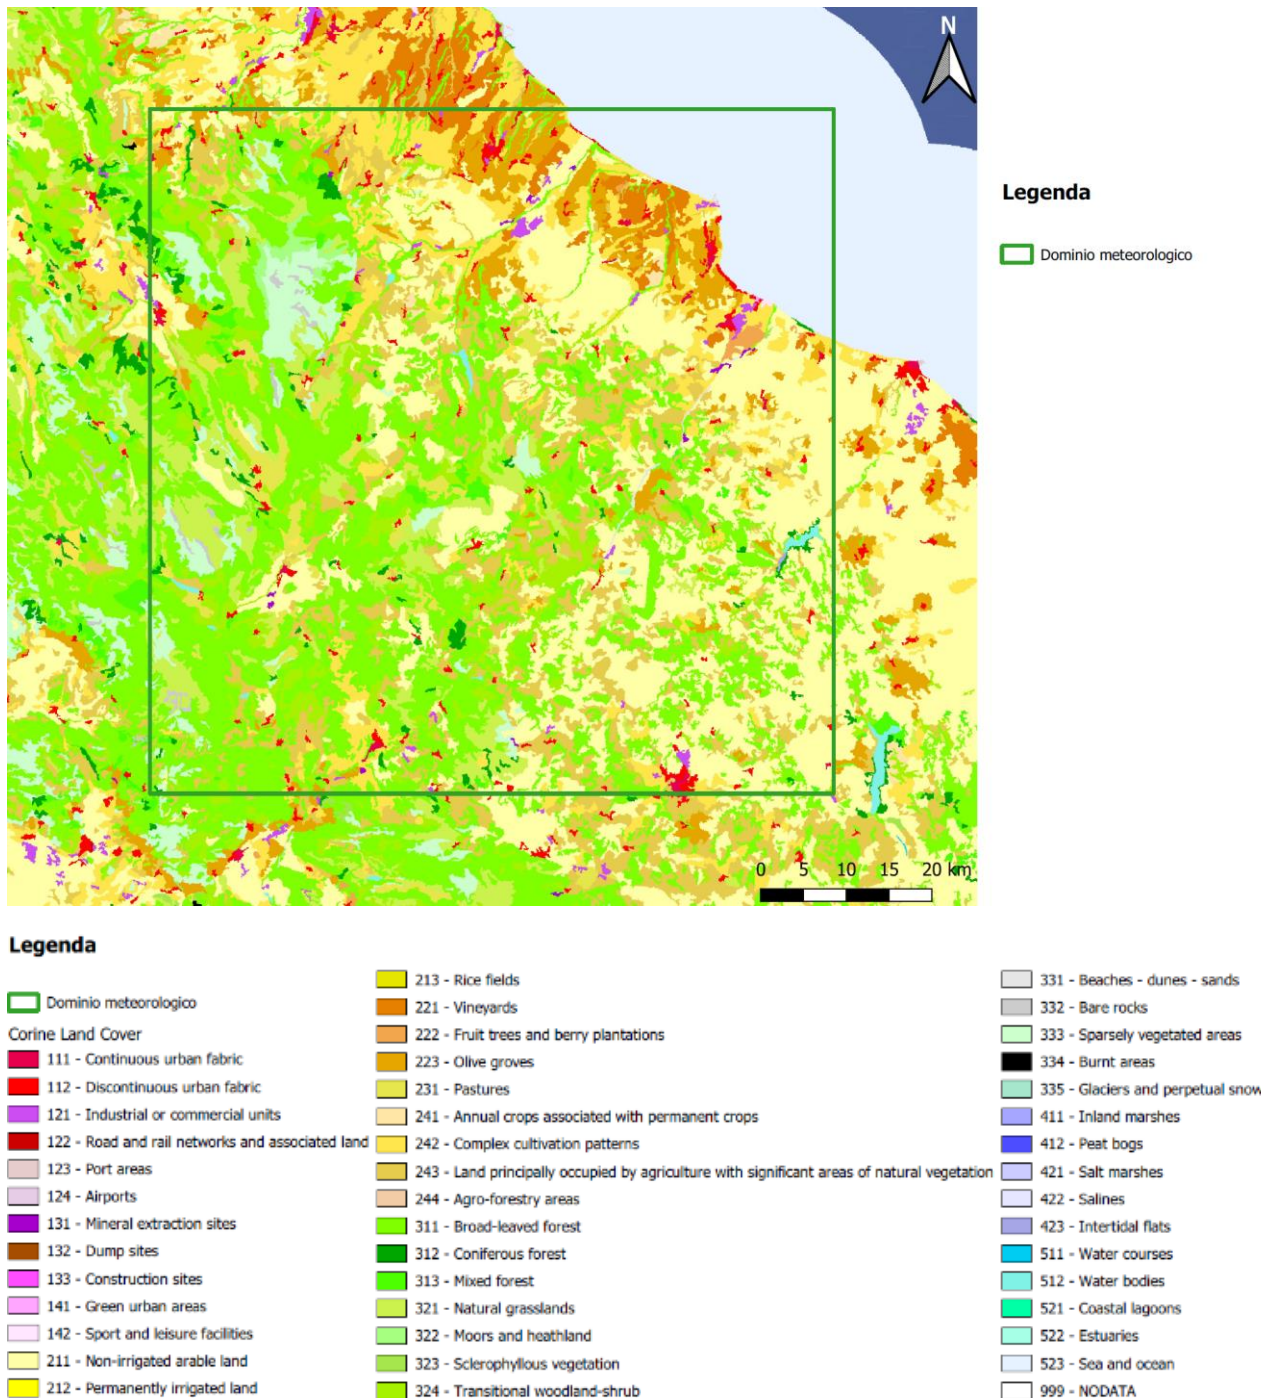 N
Legenda
Dominio meteorologico
0 5 10 15 20 km
Legenda
Dominio meteorologico
Corine Land Cover
111 - Continuous urban fabric
112 - Discontinuous urban fabric
121 - Industrial or commercial units
122 - Road and rail networks and associated land
123 - Port areas
124 - Airports
131 - Mineral extraction sites
132 - Dump sites
133 - Construction sites
141 - Green urban areas
142 - Sport and leisure facilities
211 - Non-irrigated arable land
212 - Permanently irrigated land
213 - Rice fields
221 - Vineyards
222 - Fruit trees and berry plantations
223 - Olive groves
231 - Pastures
241 - Annual crops associated with permanent crops
242 - Complex cultivation patterns
243 - Land principally occupied by agriculture with significant areas of natural vegetation
244 - Agro-forestry areas
311 - Broad-leaved forest
312 - Coniferous forest
313 - Mixed forest
321 - Natural grasslands
322 - Moors and heathland
323 - Sclerophyllous vegetation
324 - Transitional woodland-shrub
331 - Beaches - dunes - sands
332 - Bare rocks
333 - Sparsely vegetated areas
334 - Burnt areas
335 - Glaciers and perpetual snow
411 - Inland marshes
412 - Peat bogs
421 - Salt marshes
422 - Salines
423 - Intertidal flats
511 - Water courses
512 - Water bodies
521 - Coastal lagoons
522 - Estuaries
523 - Sea and ocean
999 - NODATA